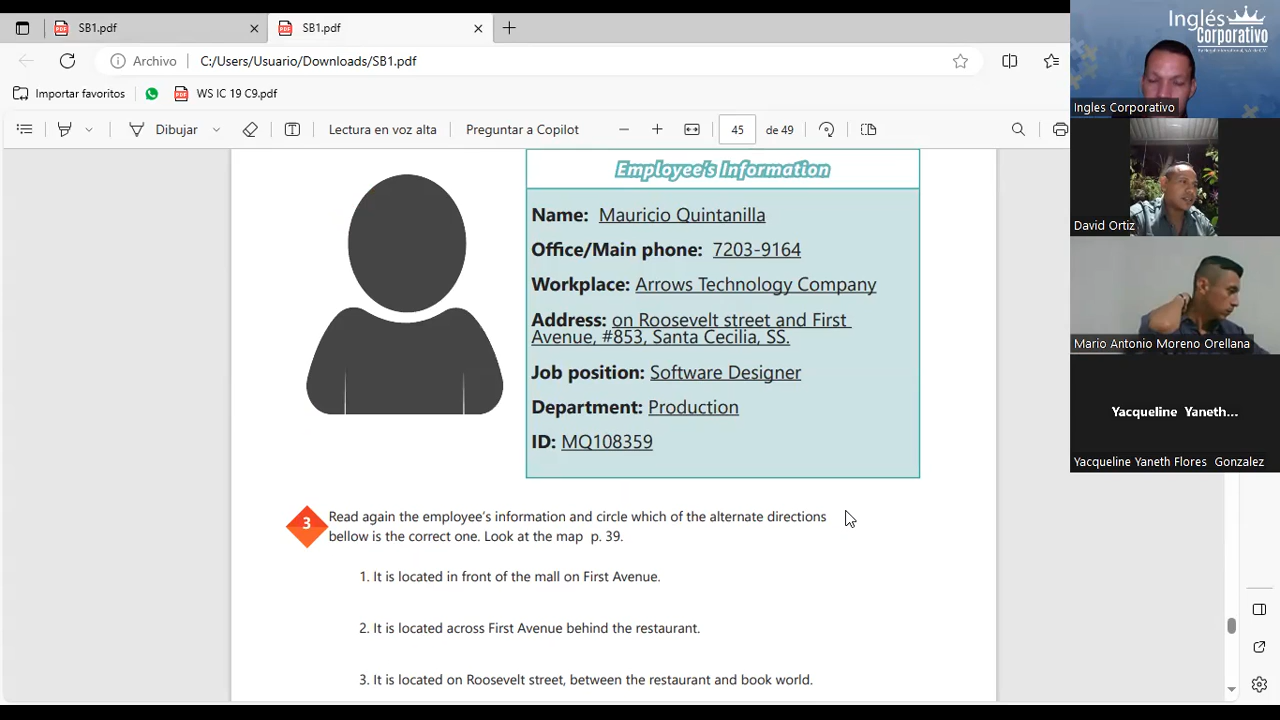 SB1.pdf
SB1.pdf
Archivo
C:/Users/Usuario/Downloads/SB1.pdf
Importar favoritos
WS IC 19 C9.pdf
Dibujar
Lectura en voz alta
Preguntar a Copilot
45
de 49
Employee's Information
Name: Mauricio Quintanilla
Office/Main phone: 7203-9164
Workplace: Arrows Technology Company
Address: on Roosevelt street and First
Avenue, #853, Santa Cecilia, SS.
Job position: Software Designer
Department: Production
ID: MQ108359
3
Read again the employee's information and circle which of the alternate directions
bellow is the correct one. Look at the map p. 39.
1. It is located in front of the mall on First Avenue.
2. It is located across First Avenue behind the restaurant.
3. It is located on Roosevelt street, between the restaurant and book world.
Inglés
Corporativo
Ingles Corporativo
David Ortiz
Mario Antonio Moreno Orellana
Yacqueline Yaneth...
Yacqueline Yaneth Flores Gonzalez